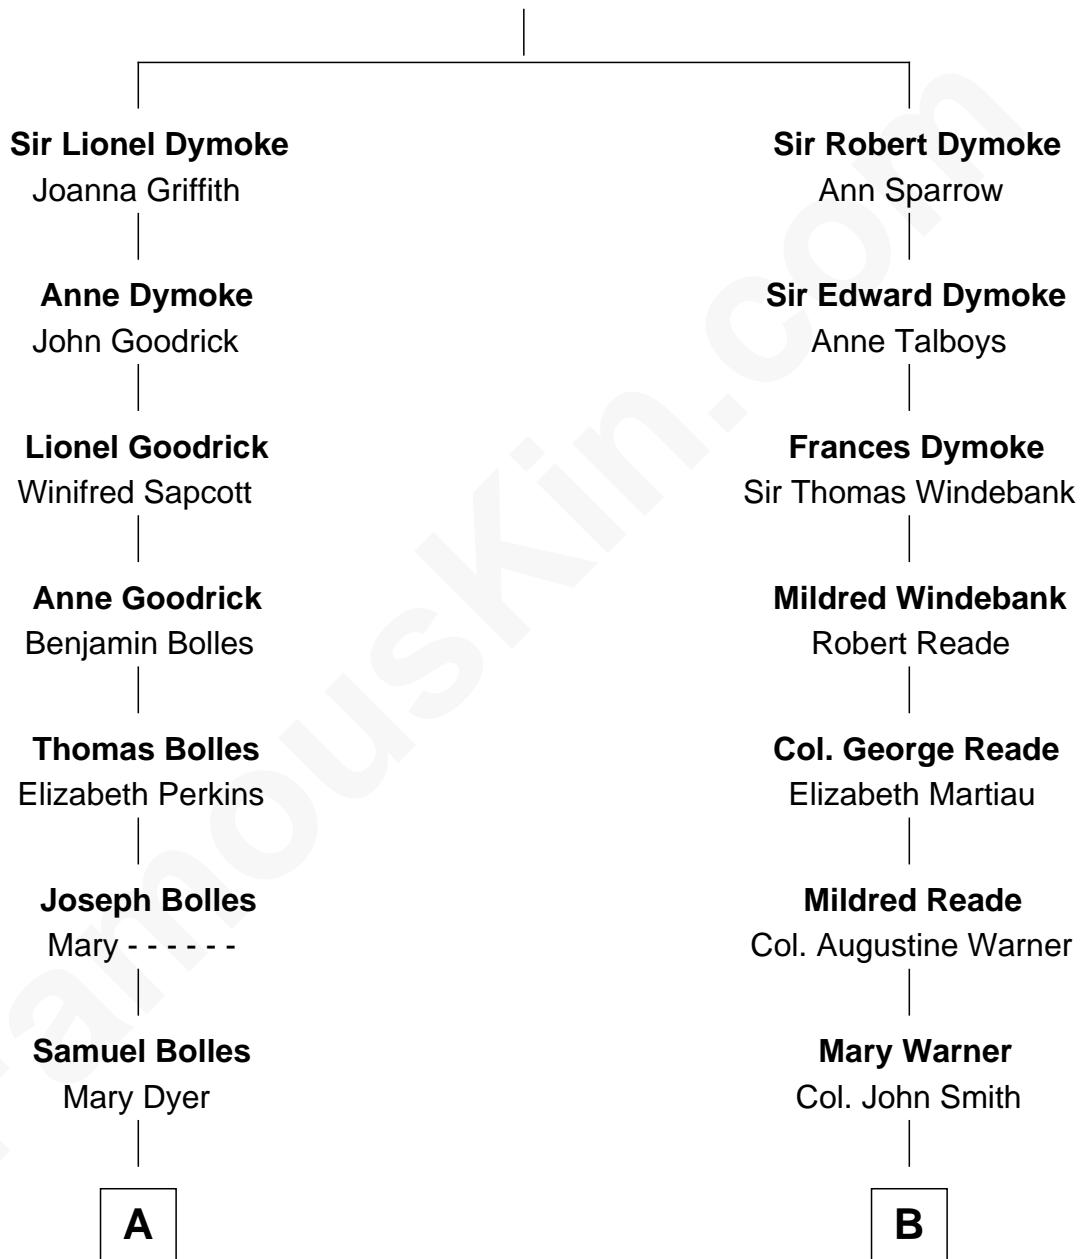 Sir Lionel Dymoke
Joanna Griffith
Anne Dymoke
John Goodrick
Lionel Goodrick
Winifred Sapcott
Anne Goodrick
Benjamin Bolles
Thomas Bolles
Elizabeth Perkins
Joseph Bolles
Mary - - - - - -
Samuel Bolles
Mary Dyer
A
Sir Robert Dymoke
Ann Sparrow
Sir Edward Dymoke
Anne Talboys
Frances Dymoke
Sir Thomas Windebank
Mildred Windebank
Robert Reade
Col. George Reade
Elizabeth Martiau
Mildred Reade
Col. Augustine Warner
Mary Warner
Col. John Smith
B
FamousKin.com